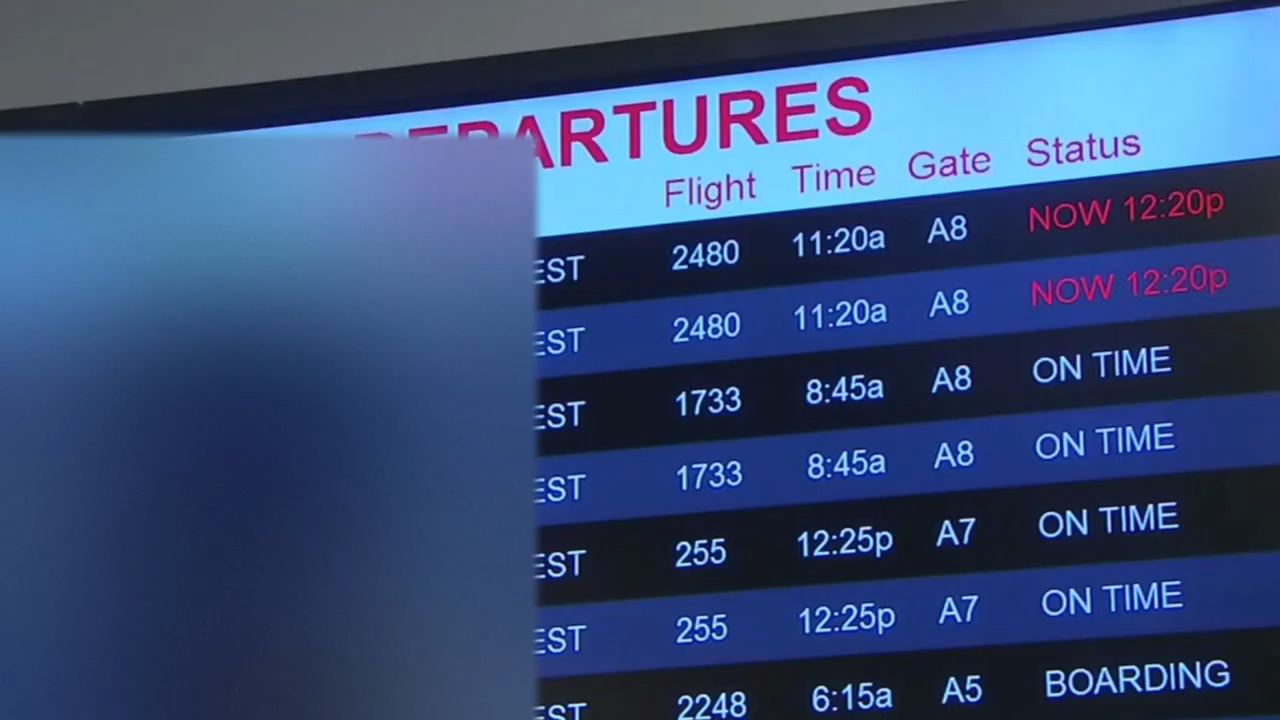 DEPARTURES
Flight Time Gate Status
EST 2480 11:20a A8 NOW 12:20p
EST 2480 11:20a A8 NOW 12:20p
EST 1733 8:45a A8 ON TIME
EST 1733 8:45a A8 ON TIME
EST 255 12:25p A7 ON TIME
EST 255 12:25p A7 ON TIME
EST 2248 6:15a A5 BOARDING